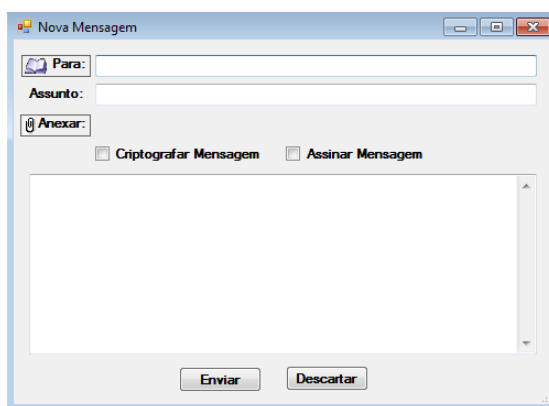 Nova Mensagem
Para:
Assunto:
Anexar:
Criptografar Mensagem Assinar Mensagem
Enviar Descartar